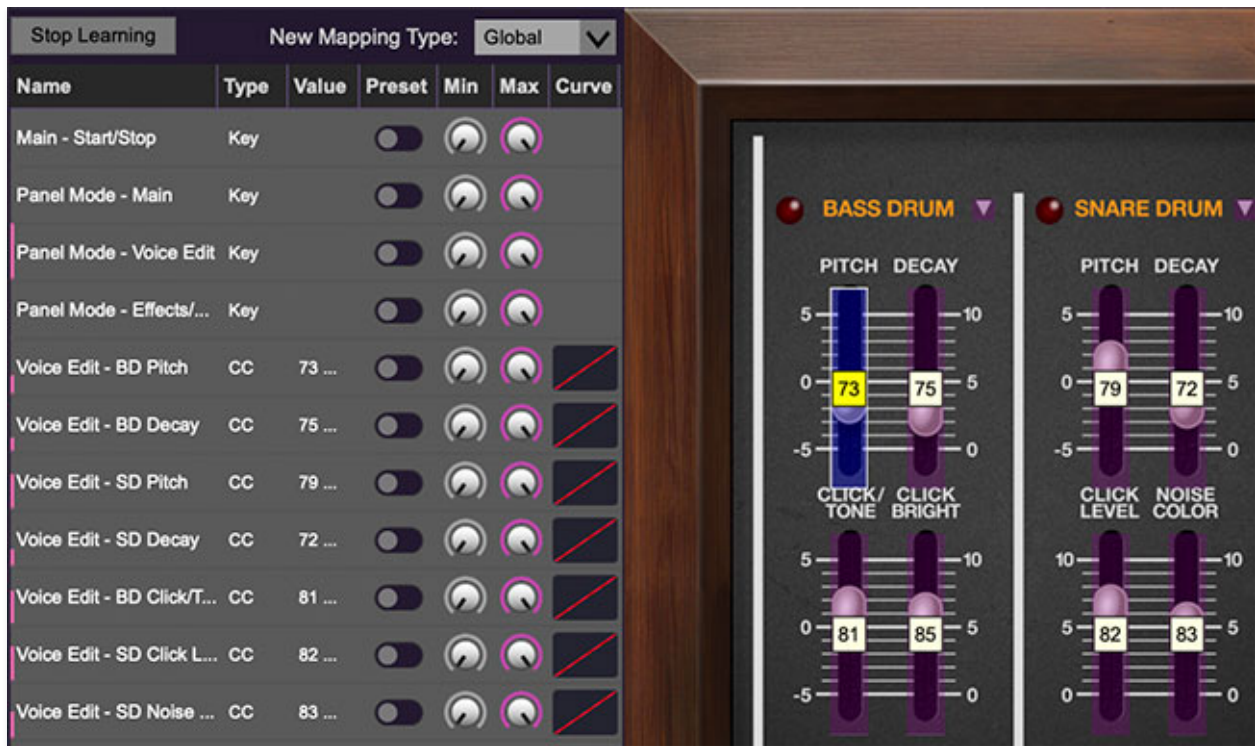 Stop Learning New Mapping Type: Global
Name Type Value Preset Min Max Curve
Main - Start/Stop Key
Panel Mode - Main Key
Panel Mode - Voice Edit Key
Panel Mode - Effects/... Key
Voice Edit - BD Pitch CC 73 ...
Voice Edit - BD Decay CC 75 ...
Voice Edit - SD Pitch CC 79 ...
Voice Edit - SD Decay CC 72 ...
Voice Edit - BD Click/T... CC 81 ...
Voice Edit - SD Click L... CC 82 ...
Voice Edit - SD Noise ... CC 83 ...
BASS DRUM
PITCH DECAY
5 10
0 73 75 5
-5 0
CLICK/ CLICK
TONE BRIGHT
5 10
0 81 85 5
-5 0
SNARE DRUM
PITCH DECAY
5 10
0 79 72 5
-5 0
CLICK NOISE
LEVEL COLOR
10 10
5 82 83 5
0 0